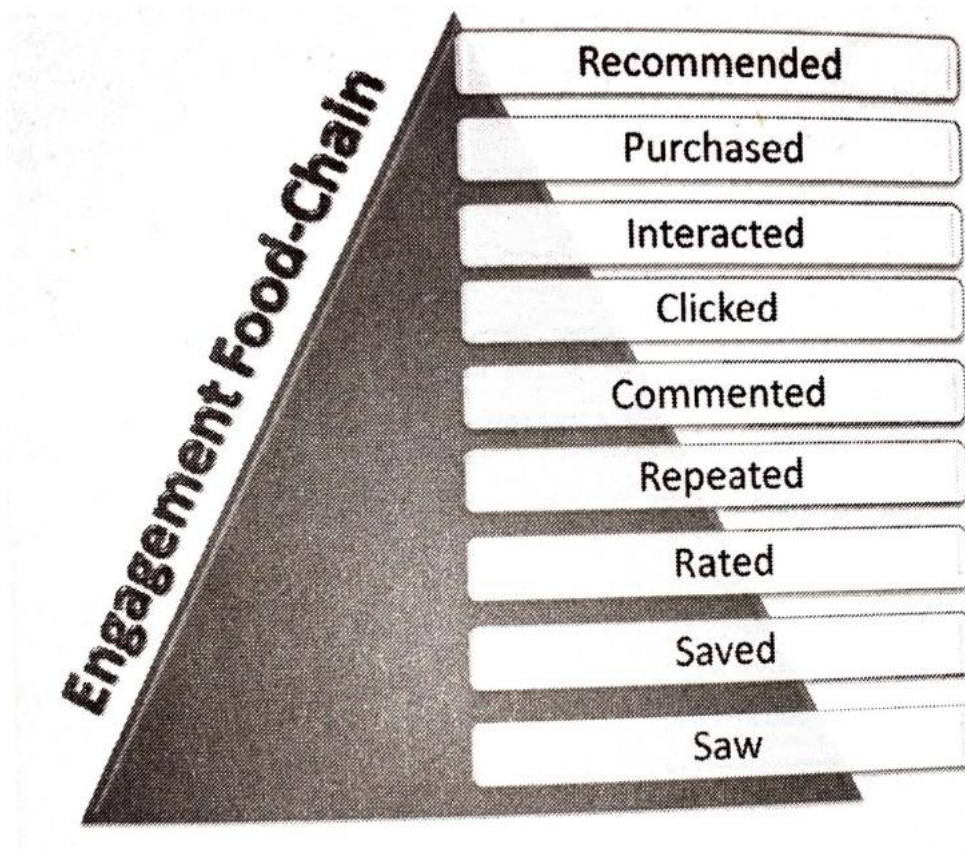 Engagement Food-Chain
Recommended
Purchased
Interacted
Clicked
Commented
Repeated
Rated
Saved
Saw